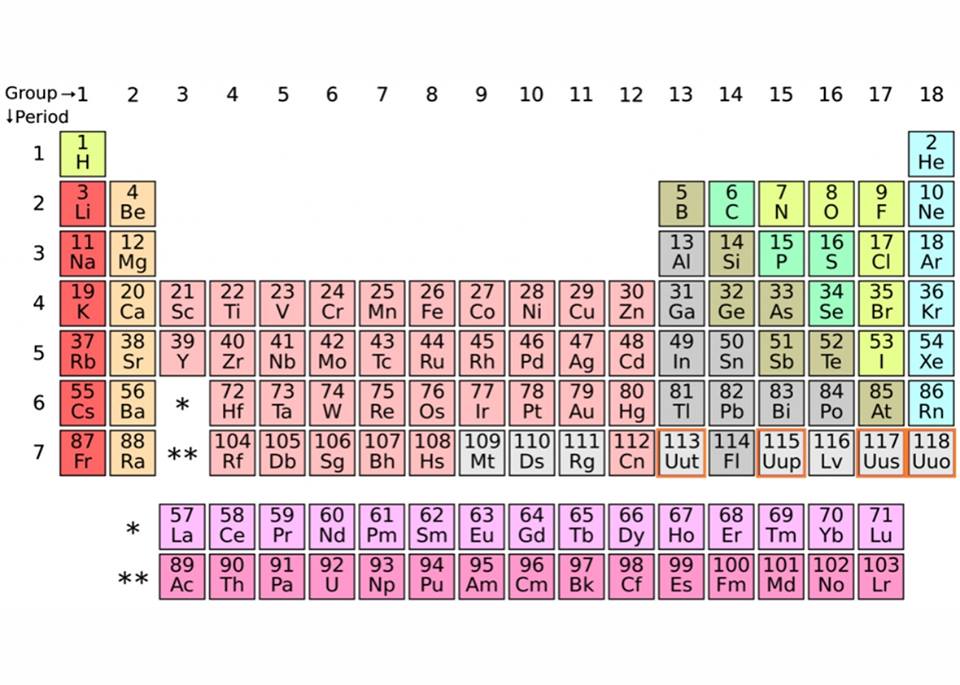 Group→1 2 3 4 5 6 7 8 9 10 11 12 13 14 15 16 17 18
↓Period
1 2
1 H He
3 4 5 6 7 8 9 10
2 Li Be B C N O F Ne
11 12 13 14 15 16 17 18
3 Na Mg Al Si P S Cl Ar
19 20 21 22 23 24 25 26 27 28 29 30 31 32 33 34 35 36
4 K Ca Sc Ti V Cr Mn Fe Co Ni Cu Zn Ga Ge As Se Br Kr
37 38 39 40 41 42 43 44 45 46 47 48 49 50 51 52 53 54
5 Rb Sr Y Zr Nb Mo Tc Ru Rh Pd Ag Cd In Sn Sb Te I Xe
55 56 72 73 74 75 76 77 78 79 80 81 82 83 84 85 86
6 Cs Ba * Hf Ta W Re Os Ir Pt Au Hg Tl Pb Bi Po At Rn
87 88 104 105 106 107 108 109 110 111 112 113 114 115 116 117 118
7 Fr Ra ** Rf Db Sg Bh Hs Mt Ds Rg Cn Uut Fl Uup Lv Uus Uuo
57 58 59 60 61 62 63 64 65 66 67 68 69 70 71
* La Ce Pr Nd Pm Sm Eu Gd Tb Dy Ho Er Tm Yb Lu
89 90 91 92 93 94 95 96 97 98 99 100 101 102 103
** Ac Th Pa U Np Pu Am Cm Bk Cf Es Fm Md No Lr